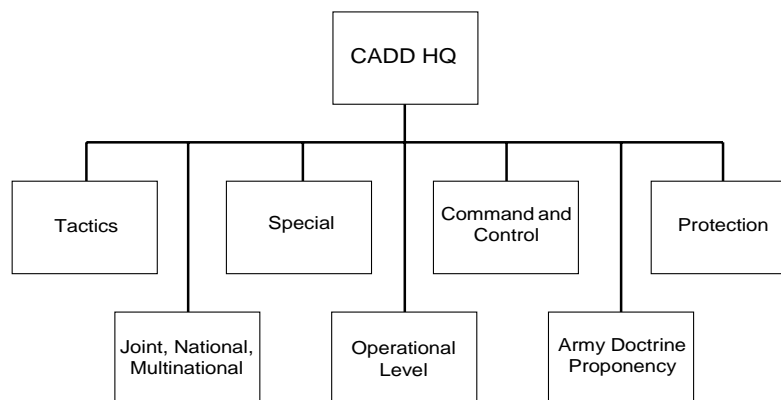 CADD HQ
Tactics
Special
Command and
Control
Protection
Joint, National,
Multinational
Operational
Level
Army Doctrine
Proponency